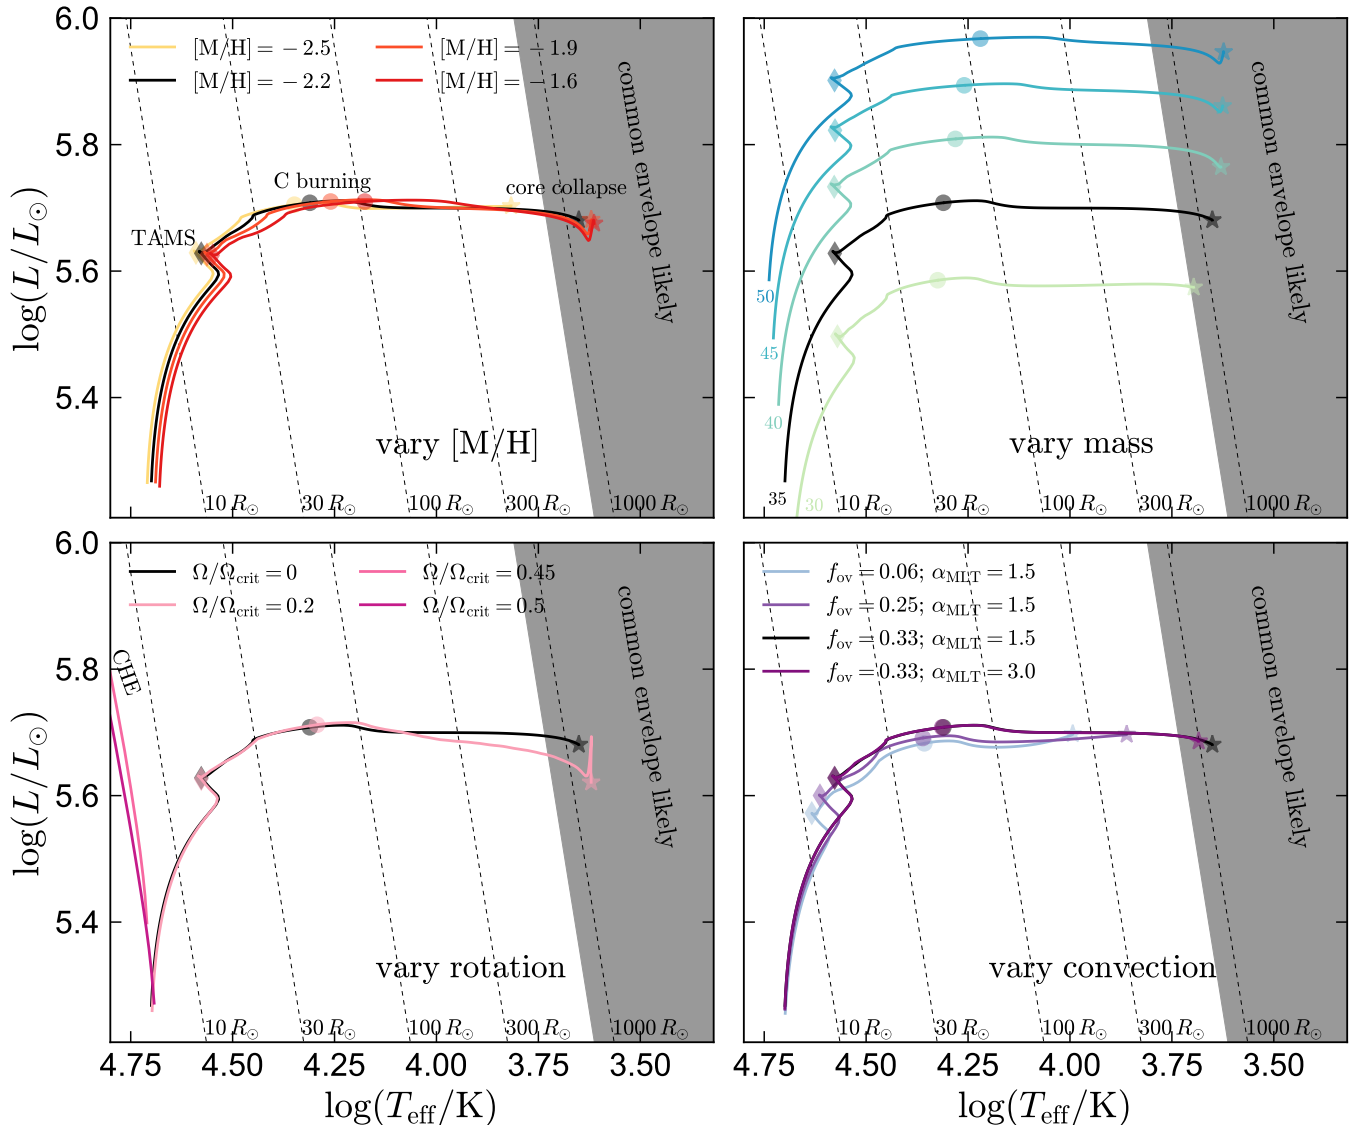 6.0
5.8
5.6
5.4
log(L/L☉)
[M/H] = −2.5
[M/H] = −2.2
[M/H] = −1.9
[M/H] = −1.6
C burning
core collapse
TAMS
common envelope likely
vary [M/H]
10 R☉
30 R☉
100 R☉
300 R☉
1000 R☉
common envelope likely
50
45
40
35
30
vary mass
10 R☉
30 R☉
100 R☉
300 R☉
1000 R☉
6.0
5.8
5.6
5.4
log(L/L☉)
Ω/Ωcrit = 0
Ω/Ωcrit = 0.2
Ω/Ωcrit = 0.45
Ω/Ωcrit = 0.5
CHE
common envelope likely
vary rotation
10 R☉
30 R☉
100 R☉
300 R☉
1000 R☉
4.75
4.50
4.25
4.00
3.75
3.50
log(Teff/K)
fov = 0.06; αMLT = 1.5
fov = 0.25; αMLT = 1.5
fov = 0.33; αMLT = 1.5
fov = 0.33; αMLT = 3.0
common envelope likely
vary convection
10 R☉
30 R☉
100 R☉
300 R☉
1000 R☉
4.75
4.50
4.25
4.00
3.75
3.50
log(Teff/K)